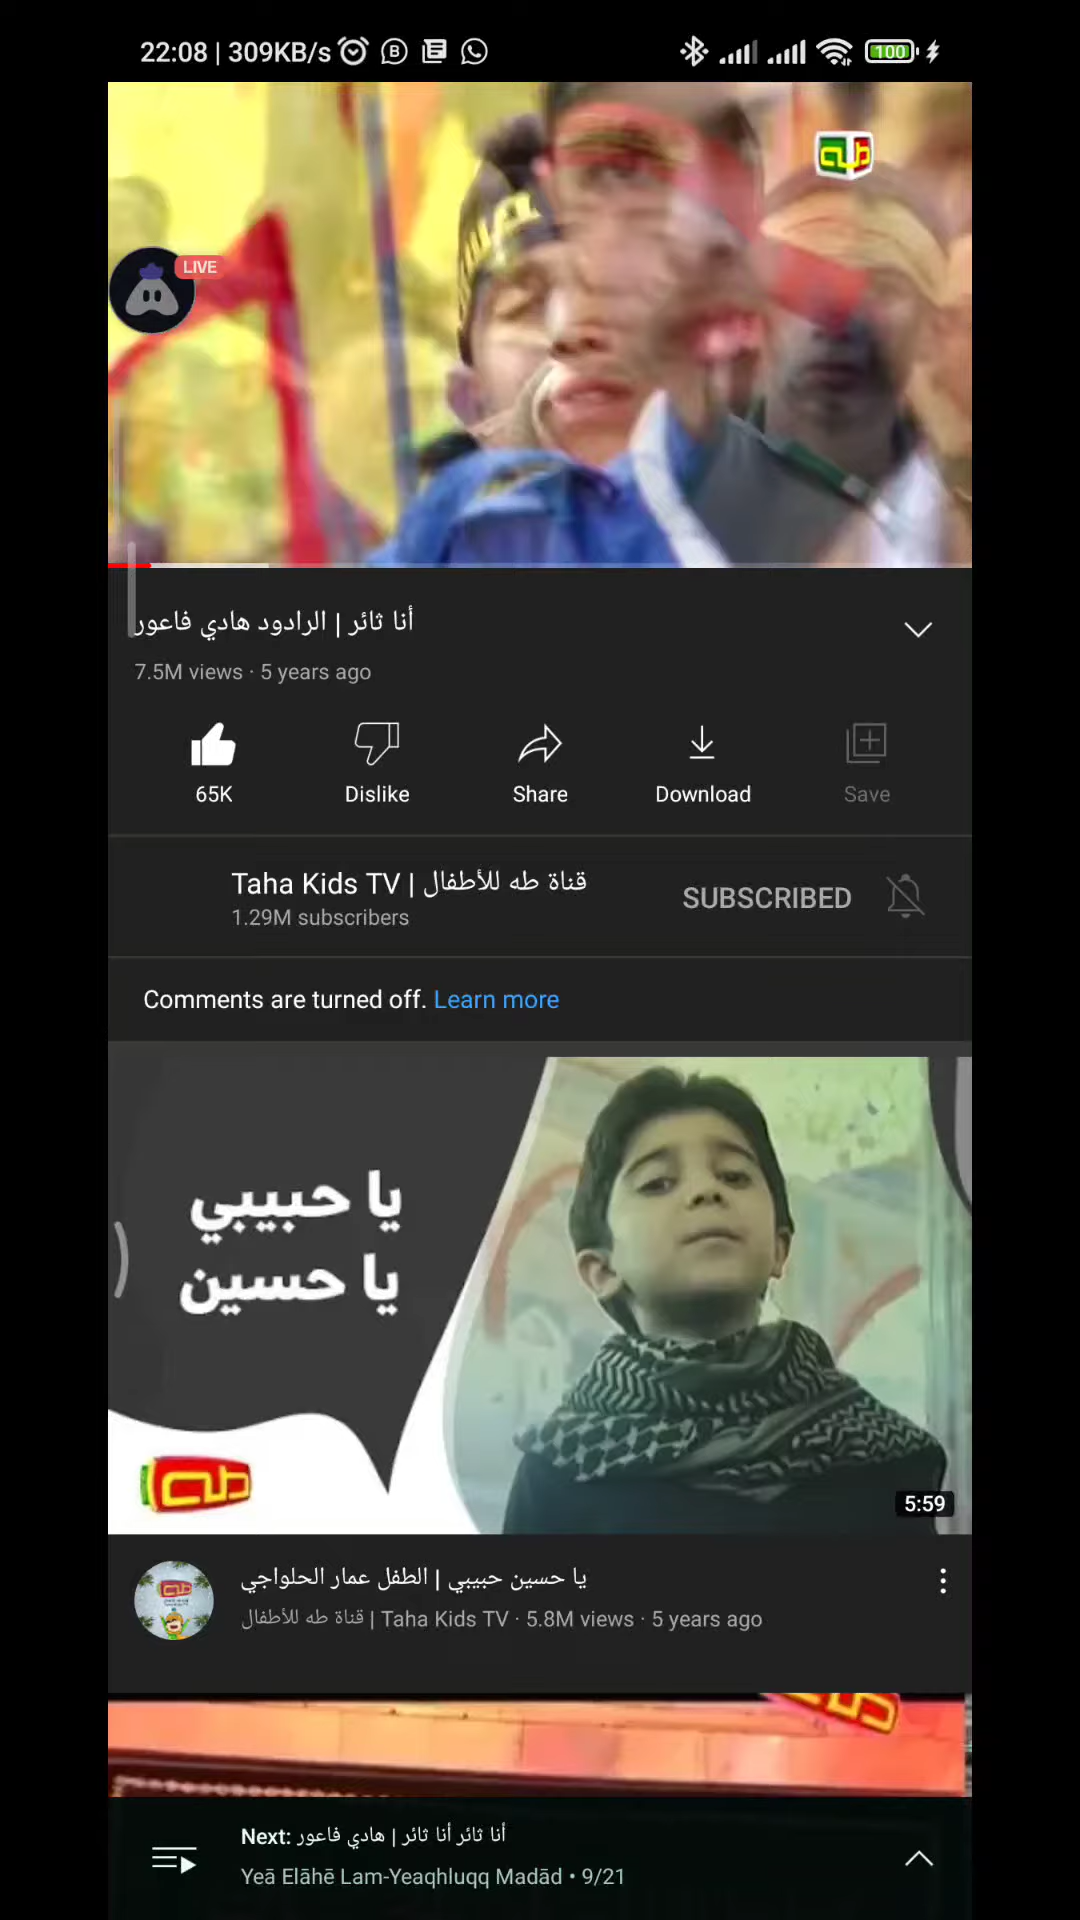 22:08 | 309KB/s
100
طه
LIVE
أنا ثائر | الرادود هادي فاعور
7.5M views · 5 years ago
65K
Dislike
Share
Download
Save
Taha Kids TV | قناة طه للأطفال
SUBSCRIBED
1.29M subscribers
Comments are turned off. Learn more
يا حبيبي
يا حسين
طه
5:59
يا حسين حبيبي | الطفل عمار الحلواجي
قناة طه للأطفال | Taha Kids TV · 5.8M views · 5 years ago
طه
Next: أنا ثائر أنا ثائر | هادي فاعور
Yeā Elāhē Lam-Yeaqhluqq Madād • 9/21